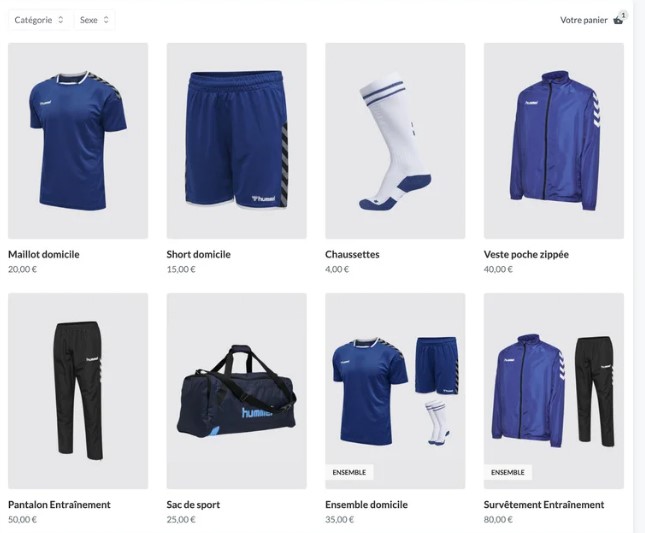 Catégorie
Sexe
Votre panier
1
Maillot domicile
20,00 €
Short domicile
15,00 €
Chaussettes
4,00 €
Veste poche zippée
40,00 €
ENSEMBLE
ENSEMBLE
Pantalon Entraînement
50,00 €
Sac de sport
25,00 €
Ensemble domicile
35,00 €
Survêtement Entraînement
80,00 €